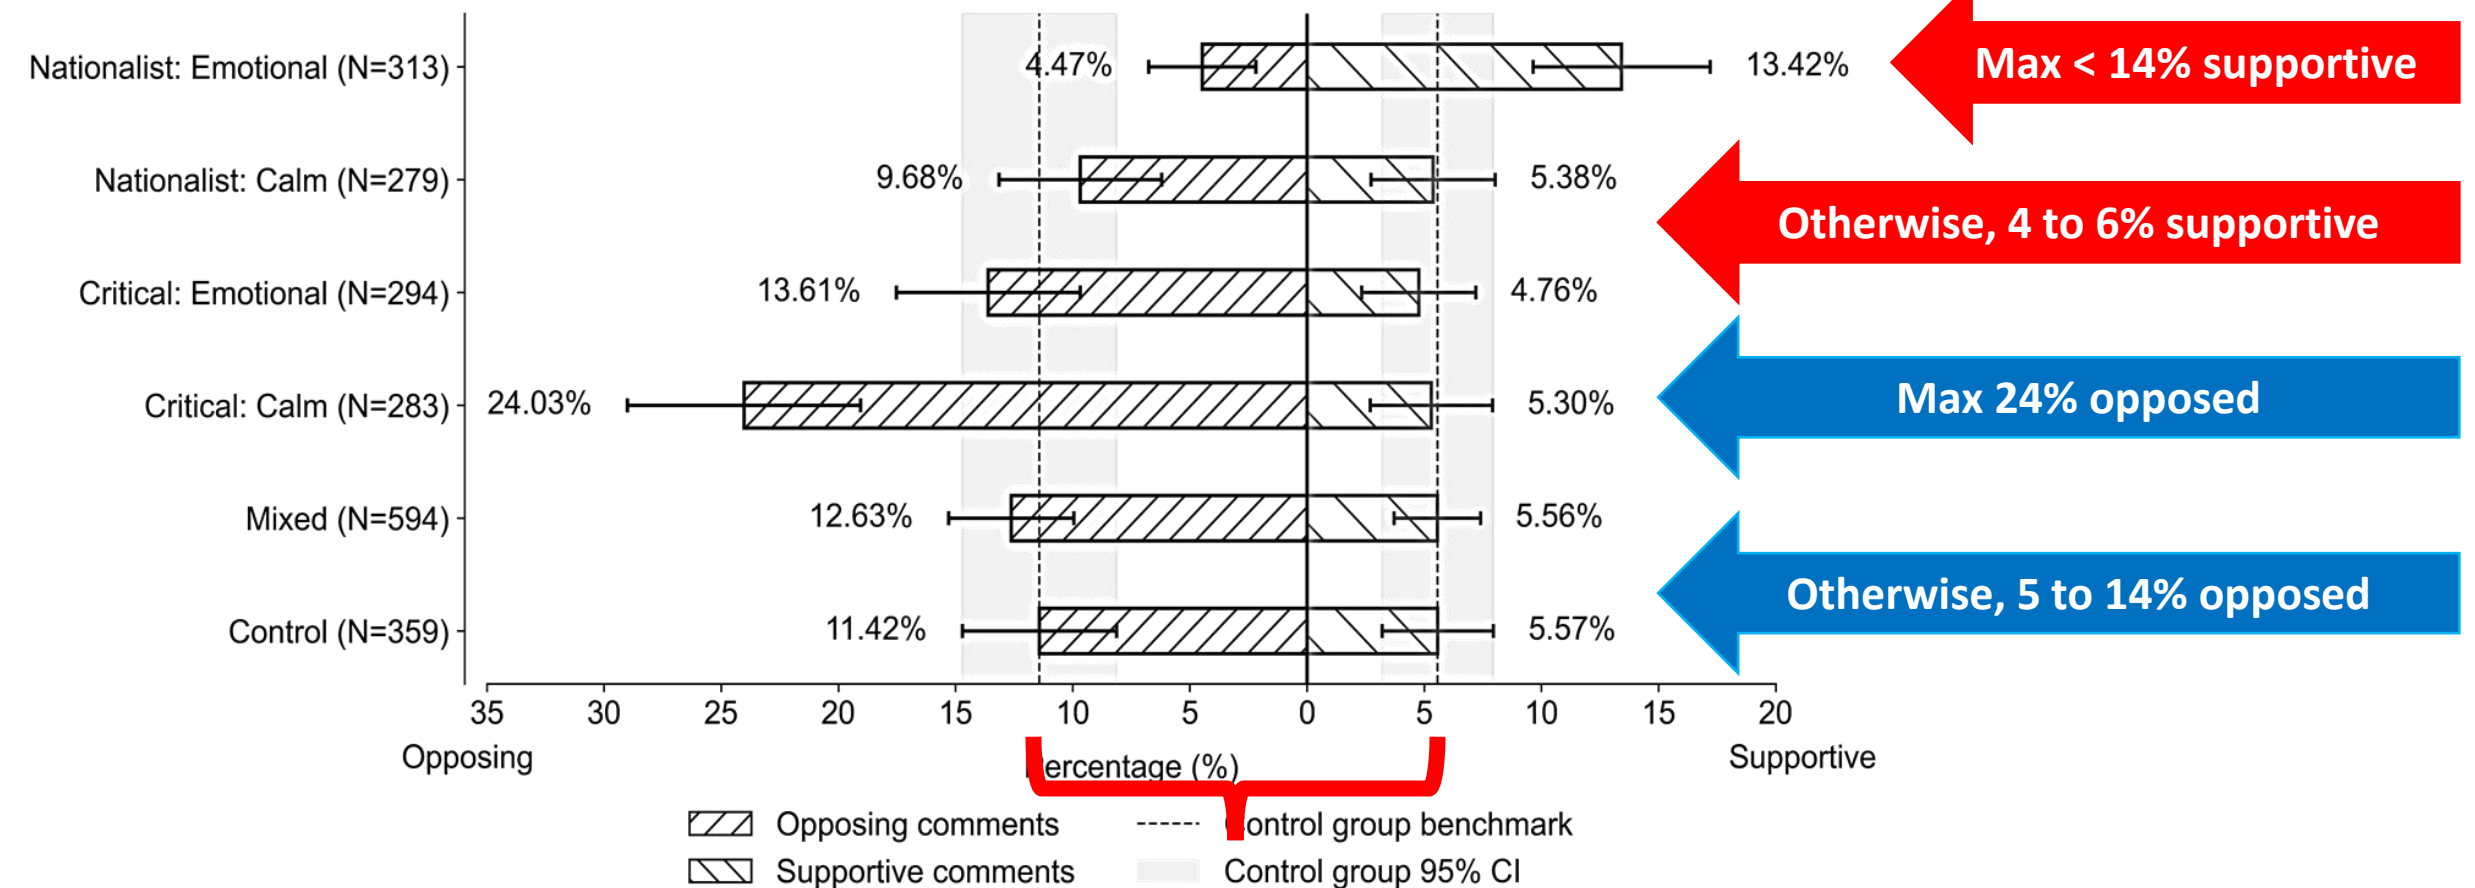 Nationalist: Emotional (N=313)
4.47%
13.42%
Max < 14% supportive
Nationalist: Calm (N=279)
9.68%
5.38%
Otherwise, 4 to 6% supportive
Critical: Emotional (N=294)
13.61%
4.76%
Critical: Calm (N=283)
24.03%
5.30%
Max 24% opposed
Mixed (N=594)
12.63%
5.56%
Otherwise, 5 to 14% opposed
Control (N=359)
11.42%
5.57%
35 30 25 20 15 10 5 0 5 10 15 20
Opposing
Percentage (%)
Supportive
Opposing comments
Control group benchmark
Supportive comments
Control group 95% CI